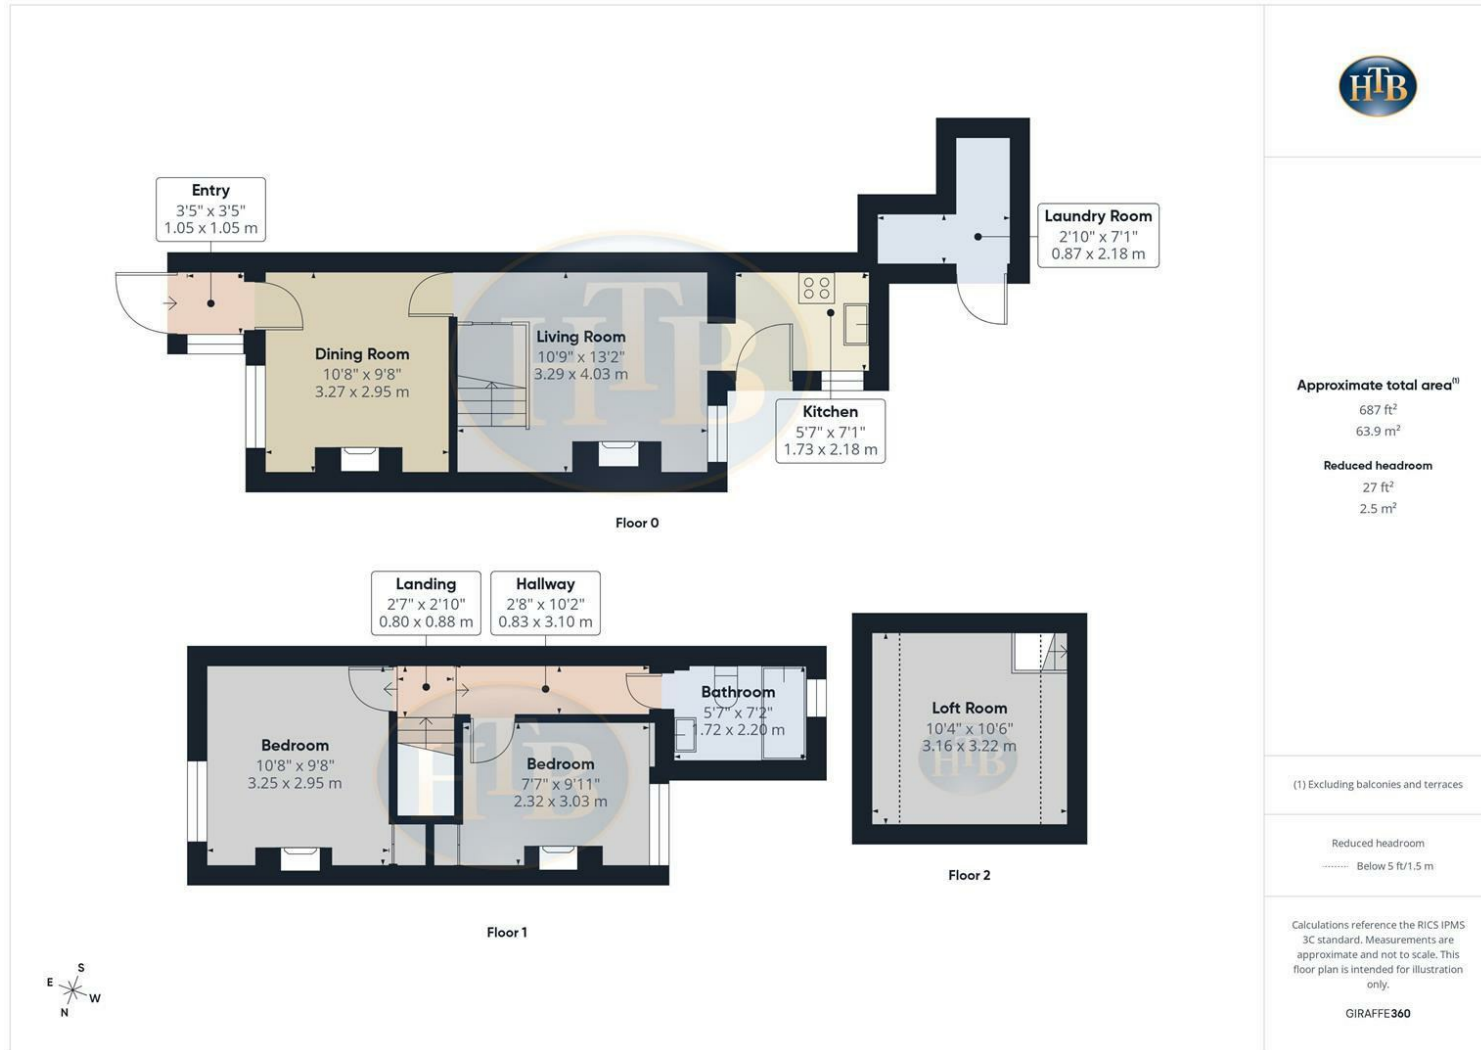 Entry
3'5" x 3'5"
1.05 x 1.05 m
Dining Room
10'8" x 9'8"
3.27 x 2.95 m
Living Room
10'9" x 13'2"
3.29 x 4.03 m
Kitchen
5'7" x 7'1"
1.73 x 2.18 m
Laundry Room
2'10" x 7'1"
0.87 x 2.18 m
HTB
Floor 0
Landing
2'7" x 2'10"
0.80 x 0.88 m
Hallway
2'8" x 10'2"
0.83 x 3.10 m
Bedroom
10'8" x 9'8"
3.25 x 2.95 m
Bedroom
7'7" x 9'11"
2.32 x 3.03 m
Bathroom
5'7" x 7'2"
1.72 x 2.20 m
HTB
Floor 1
Loft Room
10'4" x 10'6"
3.16 x 3.22 m
HTB
Floor 2
S
E
W
N
HTB
Approximate total area(1)
687 ft²
63.9 m²
Reduced headroom
27 ft²
2.5 m²
(1) Excluding balconies and terraces
Reduced headroom
Below 5 ft/1.5 m
Calculations reference the RICS IPMS
3C standard. Measurements are
approximate and not to scale. This
floor plan is intended for illustration
only.
GIRAFFE360